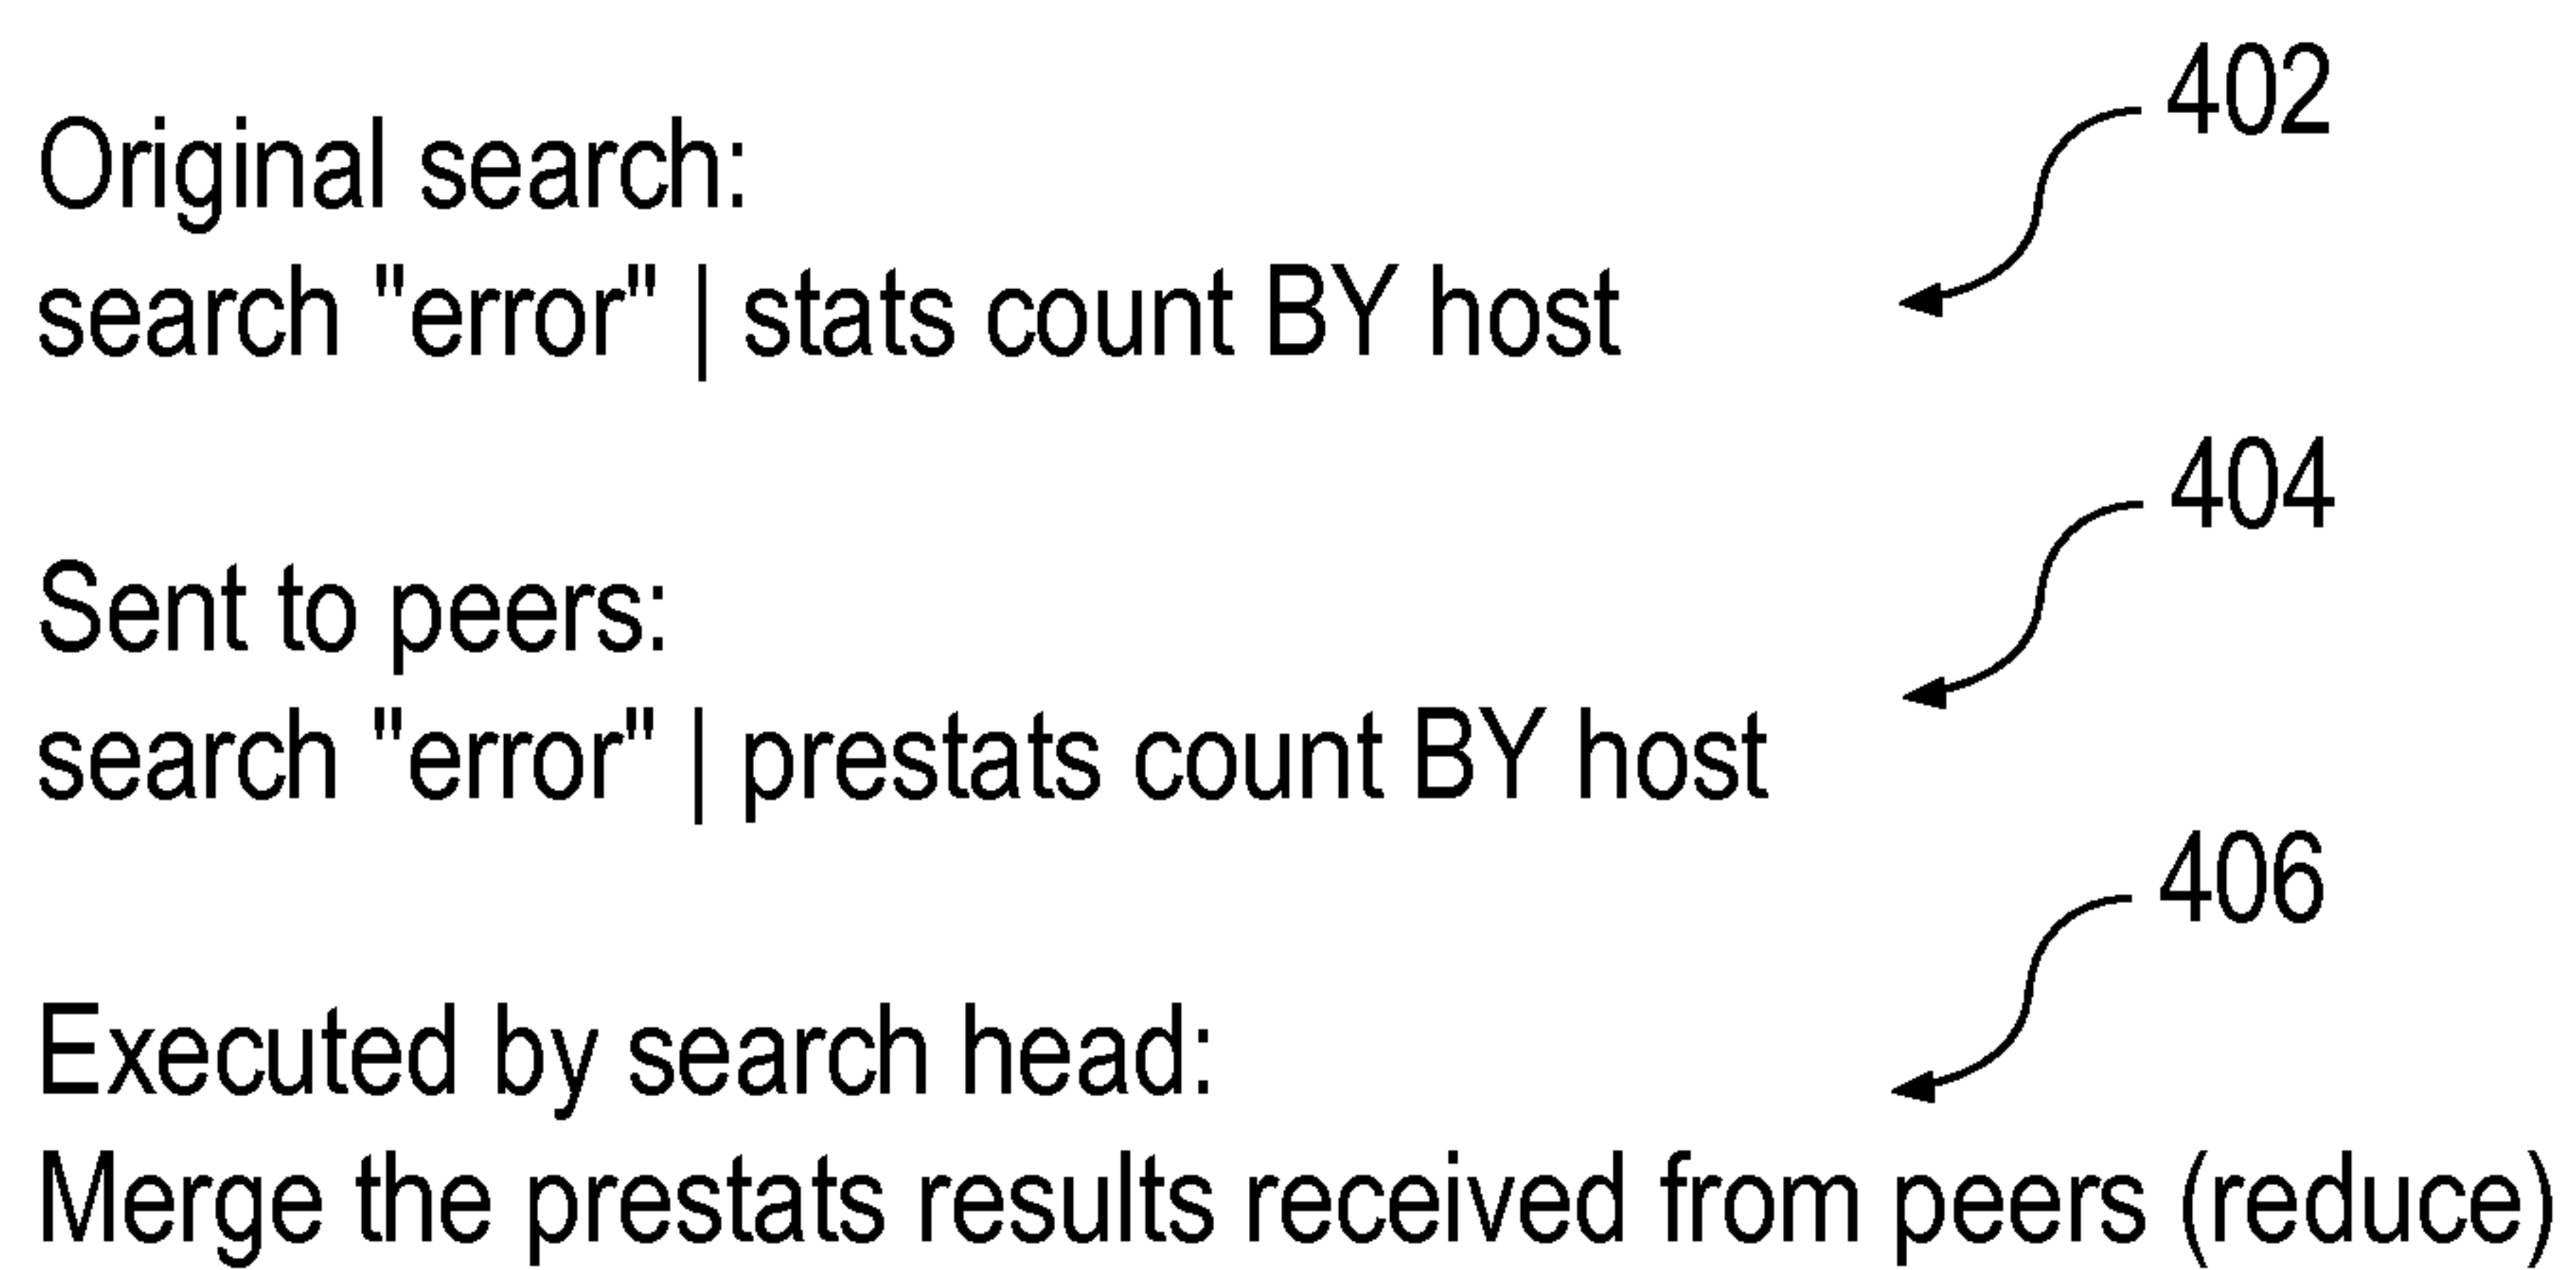 402
Original search:
search "error" | stats count BY host
404
Sent to peers:
search "error" | prestats count BY host
406
Executed by search head:
Merge the prestats results received from peers (reduce)